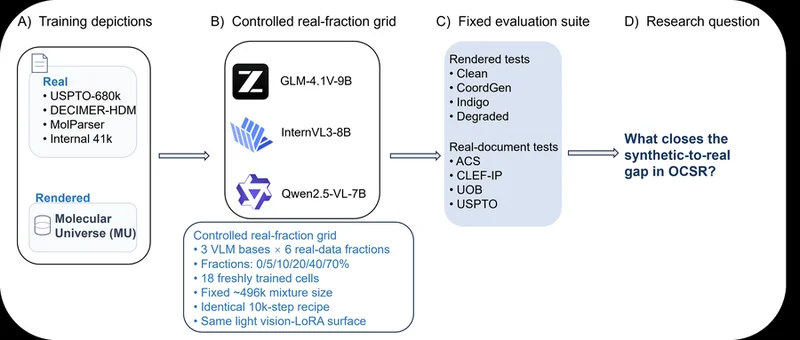 A) Training depictions
Real
• USPTO-680k
• DECIMER-HDM
• MolParser
• Internal 41k
Rendered
Molecular
Universe (MU)
B) Controlled real-fraction grid
GLM-4.1V-9B
InternVL3-8B
Qwen2.5-VL-7B
Controlled real-fraction grid
• 3 VLM bases × 6 real-data fractions
• Fractions: 0/5/10/20/40/70%
• 18 freshly trained cells
• Fixed ~496k mixture size
• Identical 10k-step recipe
• Same light vision-LoRA surface
C) Fixed evaluation suite
Rendered tests
• Clean
• CoordGen
• Indigo
• Degraded
Real-document tests
• ACS
• CLEF-IP
• UOB
• USPTO
D) Research question
What closes the
synthetic-to-real
gap in OCSR?